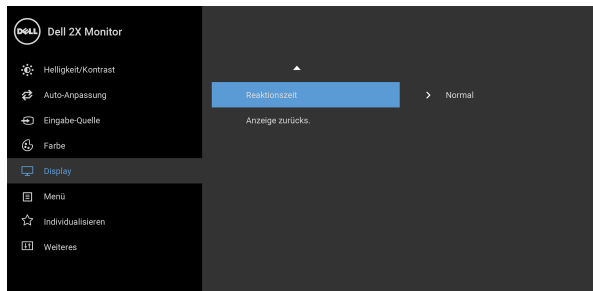 DELL Dell 2X Monitor
Helligkeit/Kontrast
Auto-Anpassung
Reaktionszeit Normal
Eingabe-Quelle
Anzeige zurücks.
Farbe
Display
Menü
Individualisieren
Weiteres